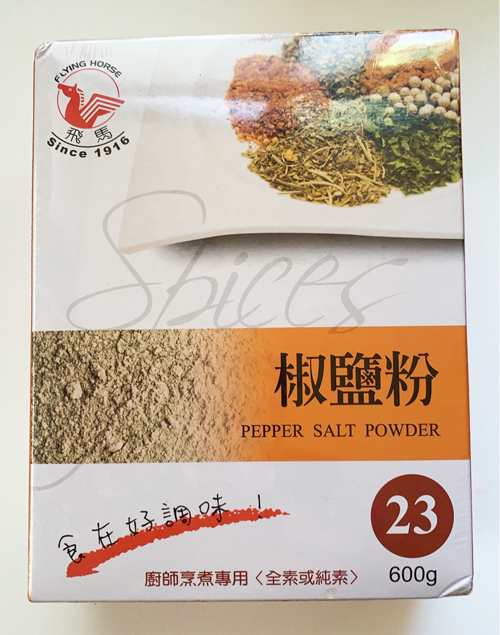 FLYING HORSE
飛馬
Since 1916
Spices
椒鹽粉
PEPPER SALT POWDER
食在好調味！
23
廚師烹煮專用〈全素或純素〉
600g